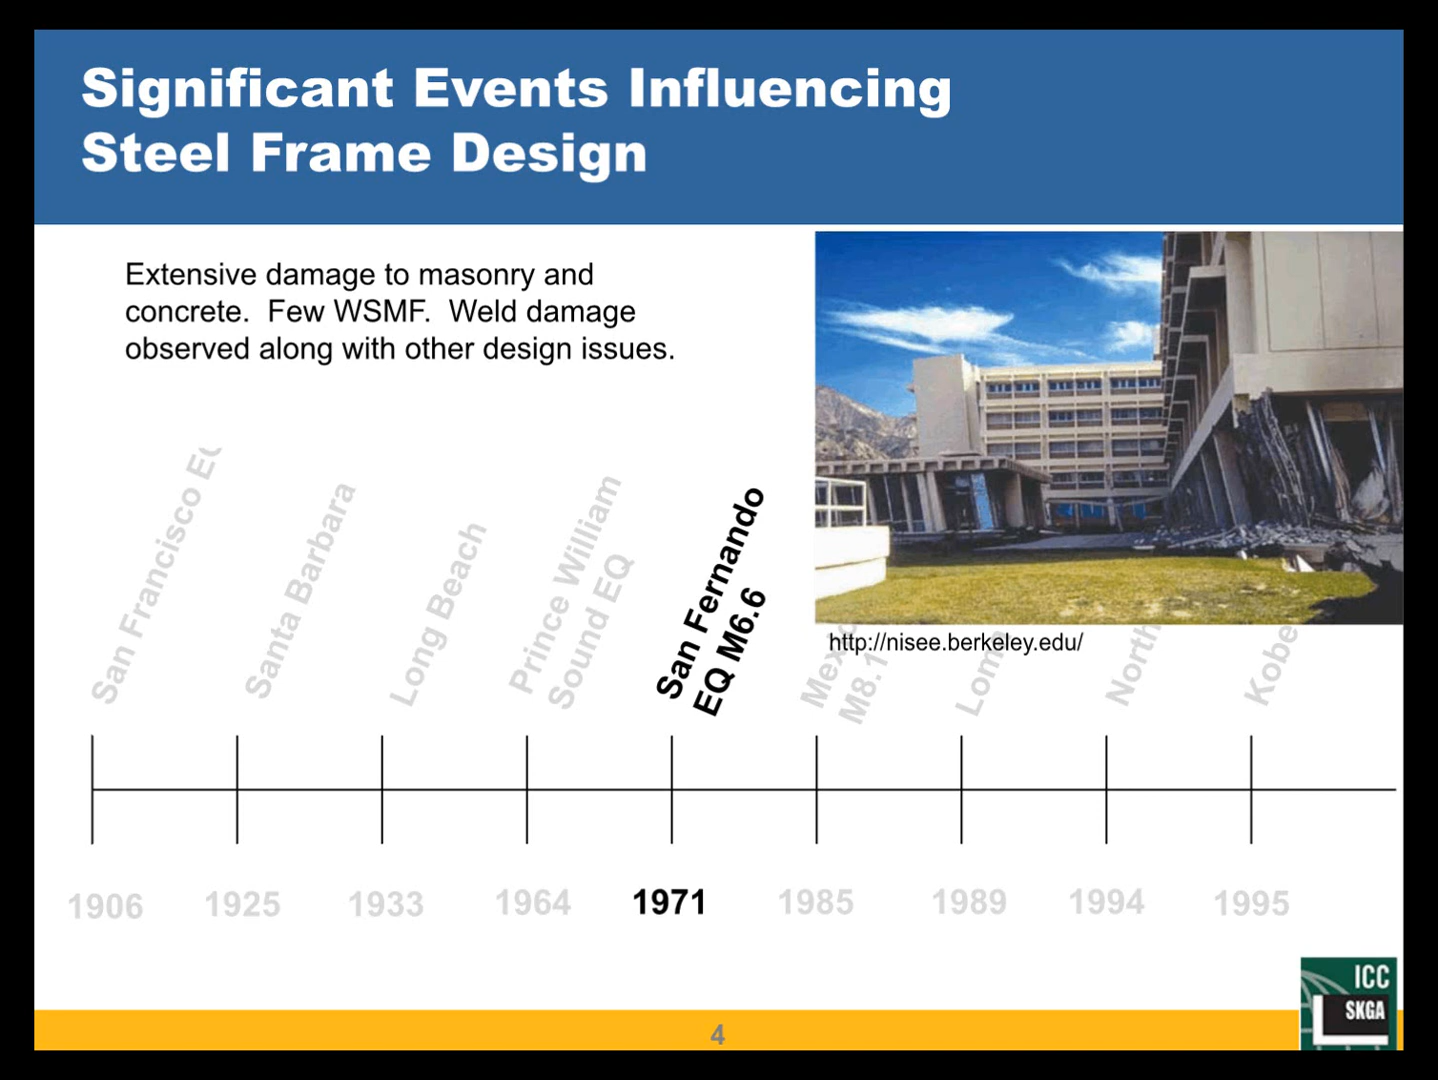 Significant Events Influencing
Steel Frame Design
Extensive damage to masonry and
concrete.  Few WSMF.  Weld damage
observed along with other design issues.
San Francisco
Santa Barbara
Long Beach
Prince William
Sound EQ
San Fernando
EQ M6.6
http://nisee.berkeley.edu/
M8.1
Kobe
1906
1925
1933
1964
1971
1985
1989
1994
1995
ICC
SKGA
4